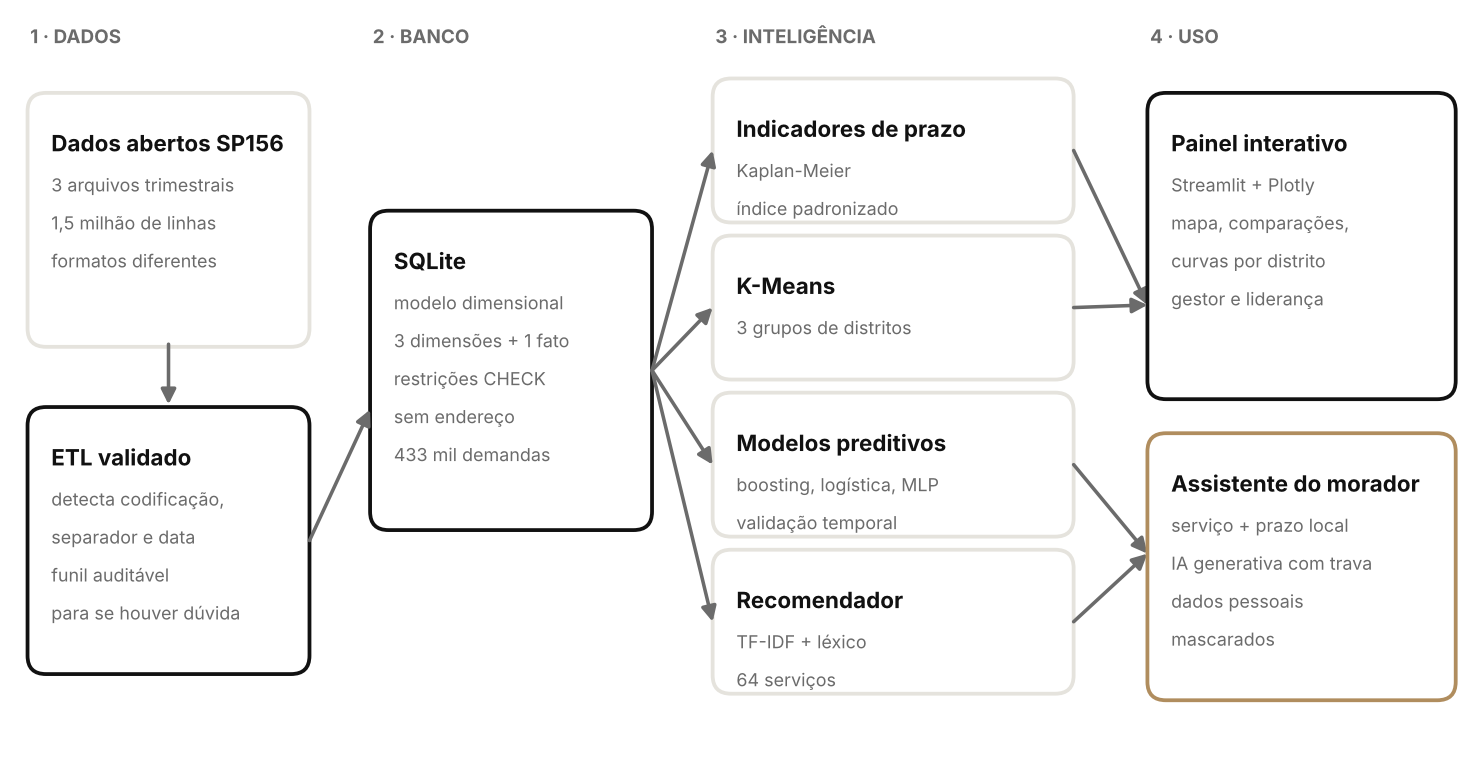 1 · DADOS
2 · BANCO
3 · INTELIGÊNCIA
4 · USO
Dados abertos SP156
3 arquivos trimestrais
1,5 milhão de linhas
formatos diferentes
ETL validado
detecta codificação,
separador e data
funil auditável
para se houver dúvida
SQLite
modelo dimensional
3 dimensões + 1 fato
restrições CHECK
sem endereço
433 mil demandas
Indicadores de prazo
Kaplan-Meier
índice padronizado
K-Means
3 grupos de distritos
Modelos preditivos
boosting, logística, MLP
validação temporal
Recomendador
TF-IDF + léxico
64 serviços
Painel interativo
Streamlit + Plotly
mapa, comparações,
curvas por distrito
gestor e liderança
Assistente do morador
serviço + prazo local
IA generativa com trava
dados pessoais
mascarados